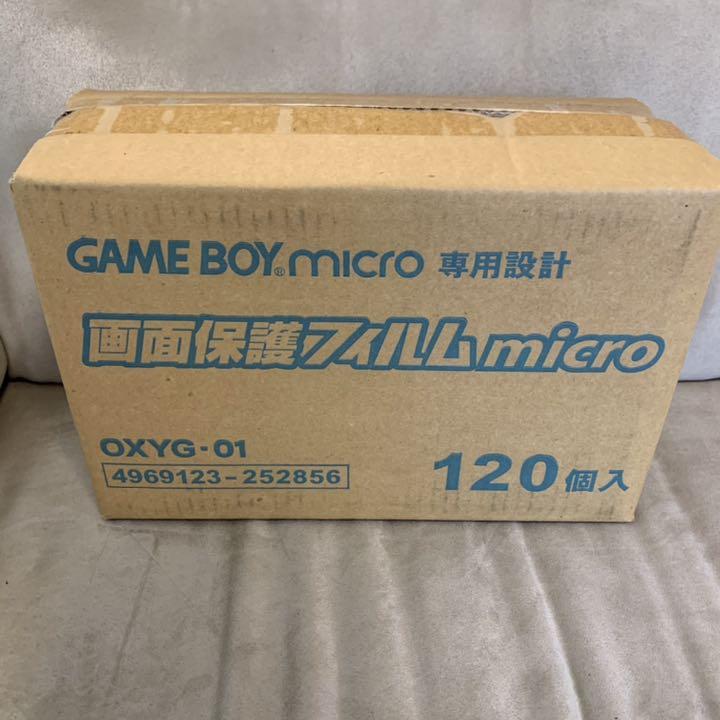 GAME BOY® micro 専用設計
画面保護フィルムmicro
OXYG-01
4969123-252856
120個入